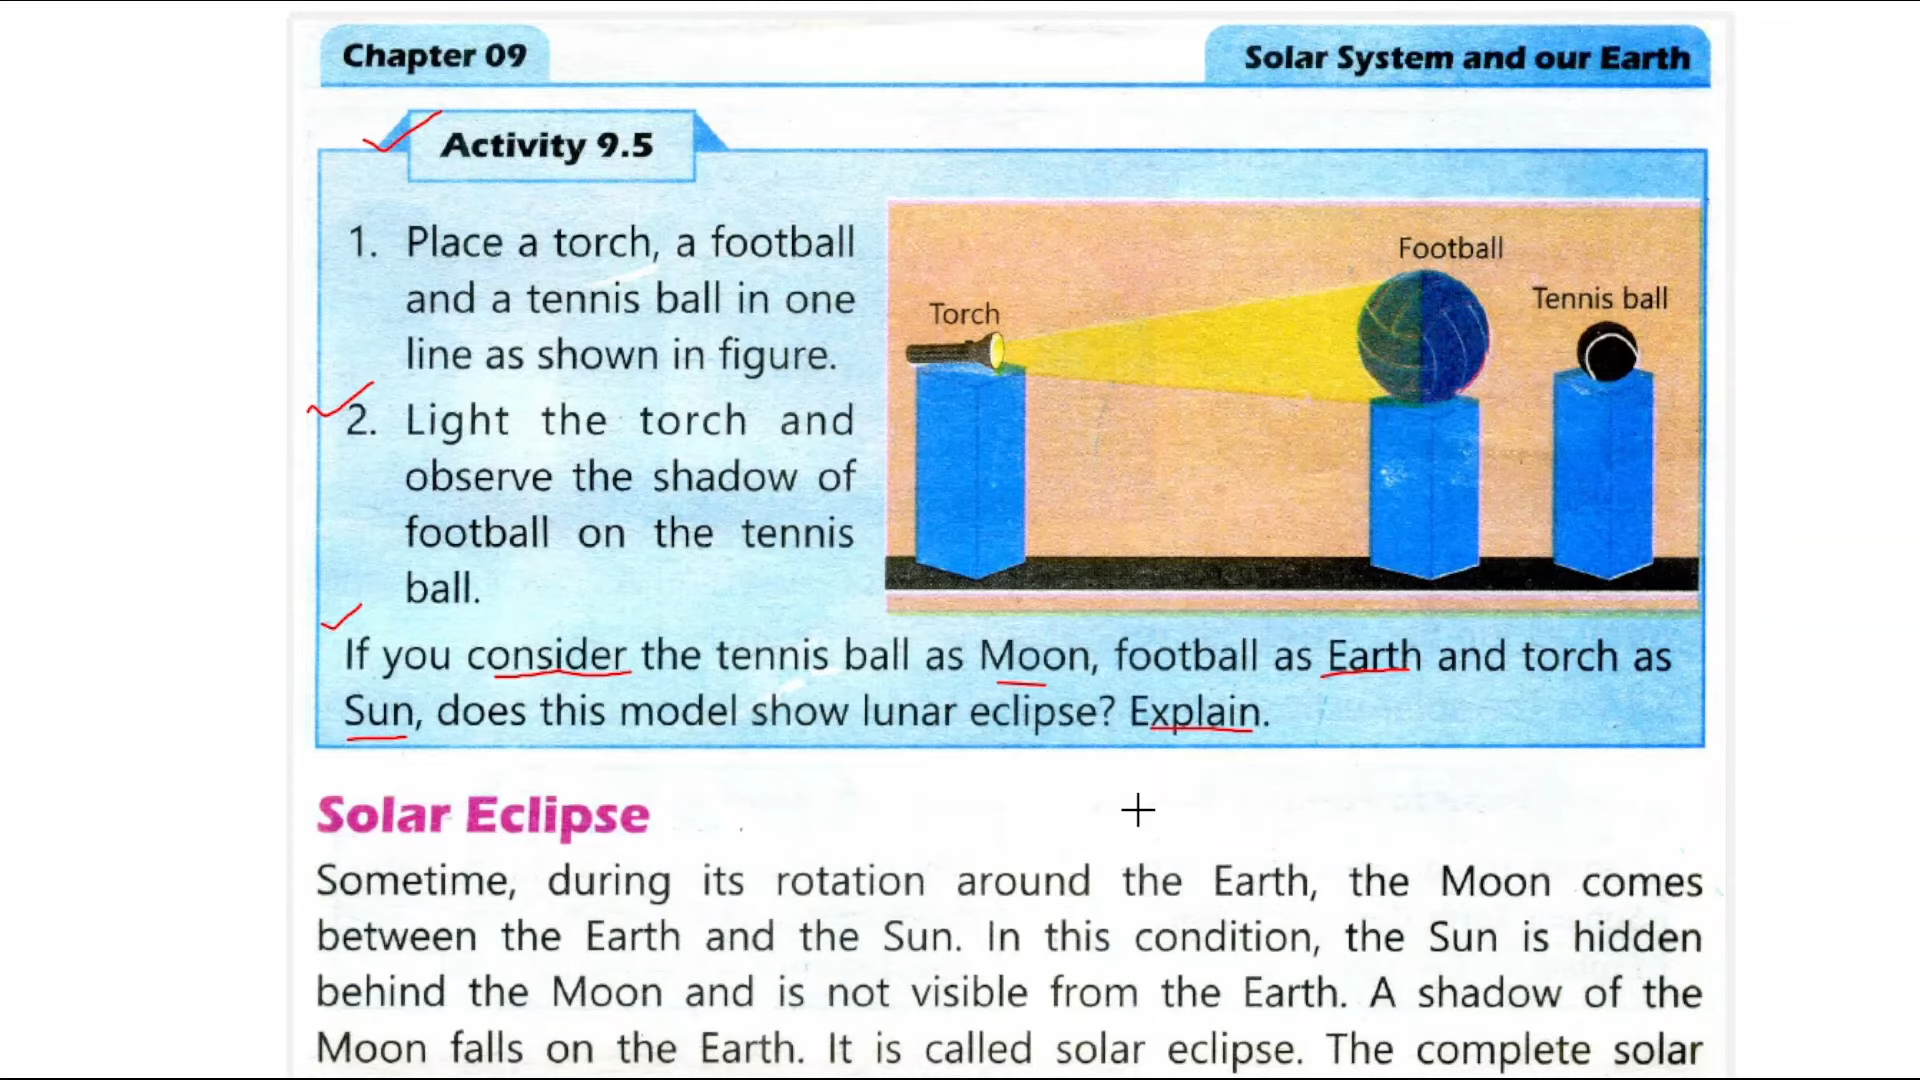 Chapter 09
Solar System and our Earth
Activity 9.5
1. Place a torch, a football
and a tennis ball in one
line as shown in figure.
2. Light the torch and
observe the shadow of
football on the tennis
ball.
Torch
Football
Tennis ball
If you consider the tennis ball as Moon, football as Earth and torch as
Sun, does this model show lunar eclipse? Explain.
Solar Eclipse
Sometime, during its rotation around the Earth, the Moon comes
between the Earth and the Sun. In this condition, the Sun is hidden
behind the Moon and is not visible from the Earth. A shadow of the
Moon falls on the Earth. It is called solar eclipse. The complete solar